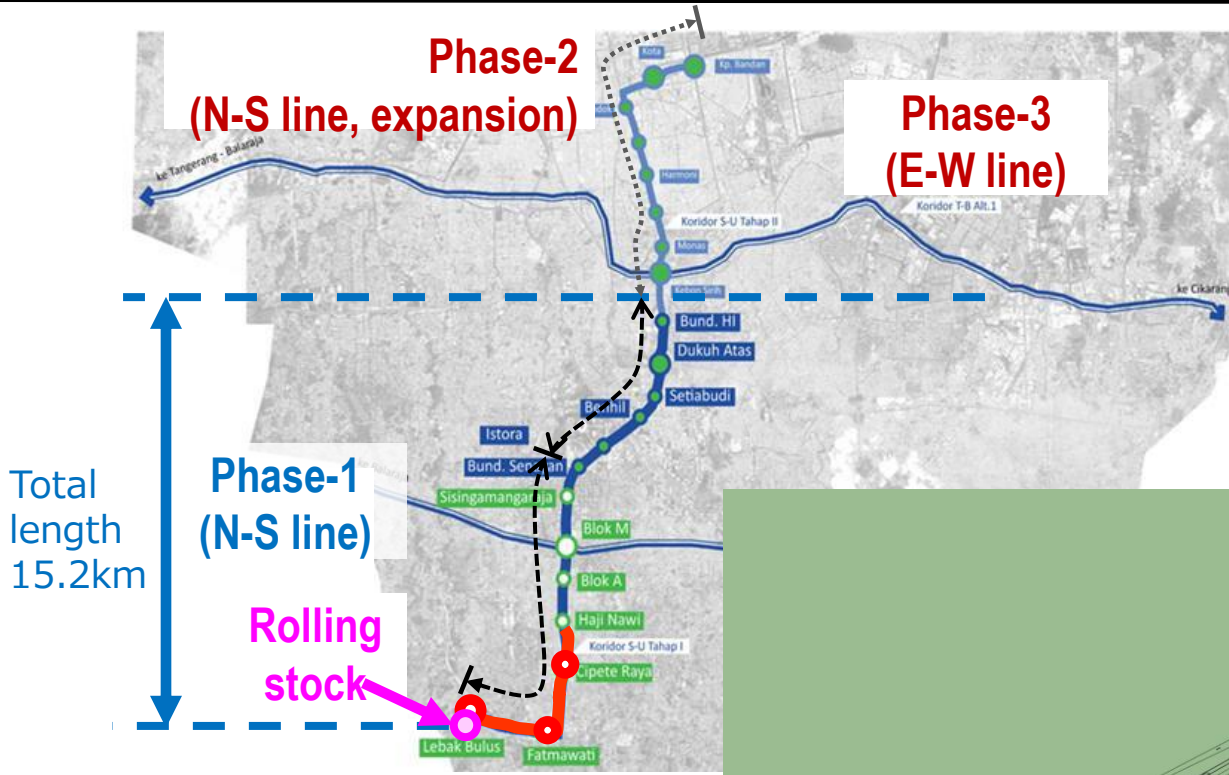 Phase-2
(N-S line, expansion)
Phase-3
(E-W line)
Kota
Kp. Bandan
ke Tangerang - Balaraja
Harmoni
Koridor T-B Alt.1
Koridor S-U Tahap II
Monas
Kebon Sirih
ke Cikarang
Bund. HI
Dukuh Atas
Setiabudi
Benhil
Istora
Bund. Senayan
Sisingamangaraja
Total
length
15.2km
Phase-1
(N-S line)
Blok M
Blok A
Haji Nawi
Koridor S-U Tahap I
Cipete Raya
Rolling
stock
Lebak Bulus
Fatmawati